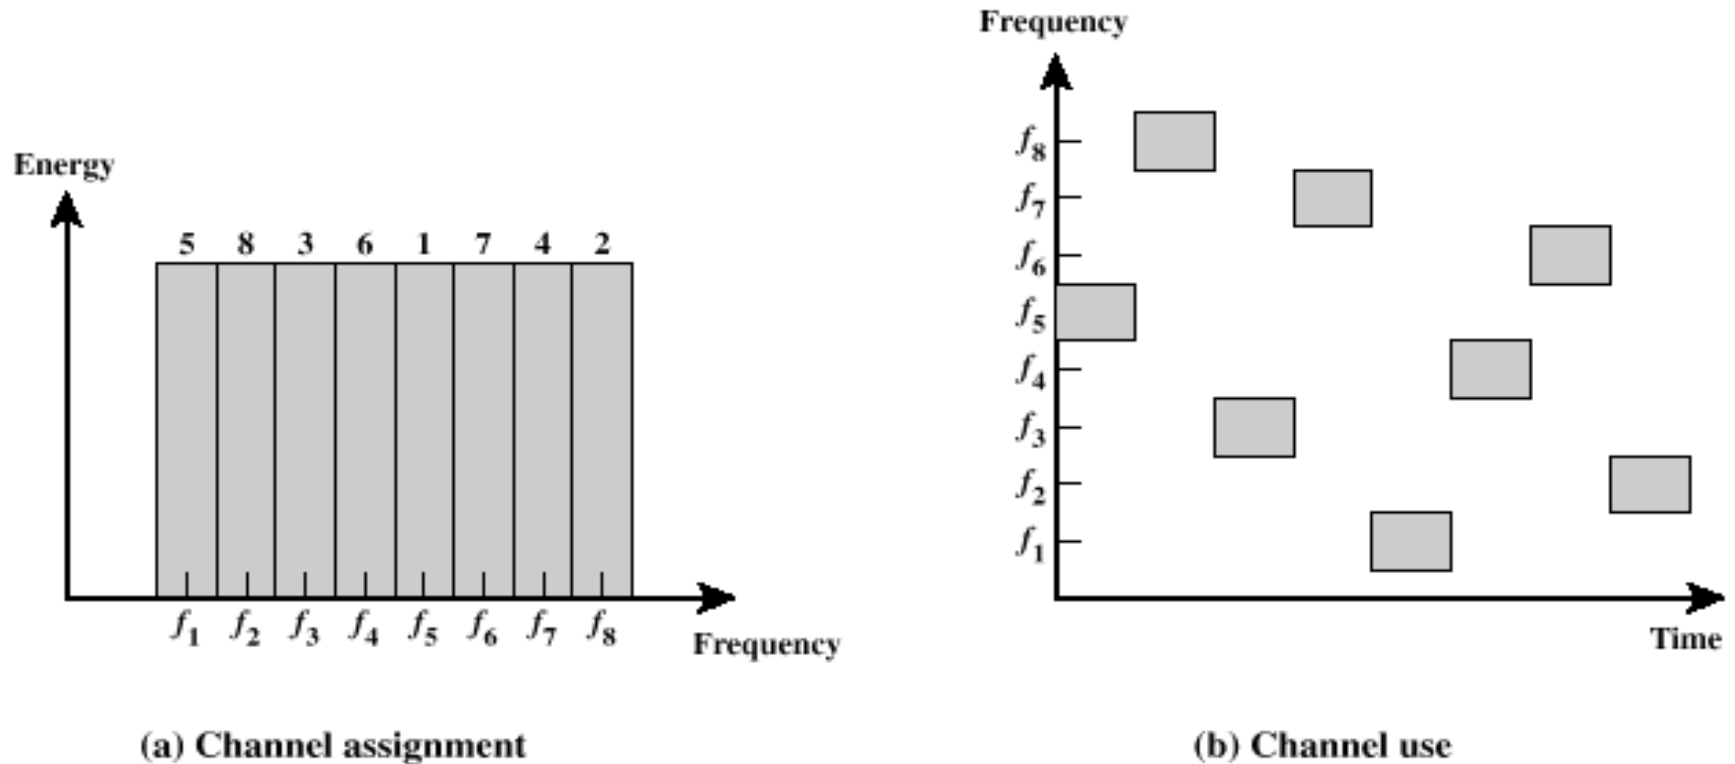 Energy
5 8 3 6 1 7 4 2
f1 f2 f3 f4 f5 f6 f7 f8
Frequency
(a) Channel assignment
Frequency
f8
f7
f6
f5
f4
f3
f2
f1
Time
(b) Channel use